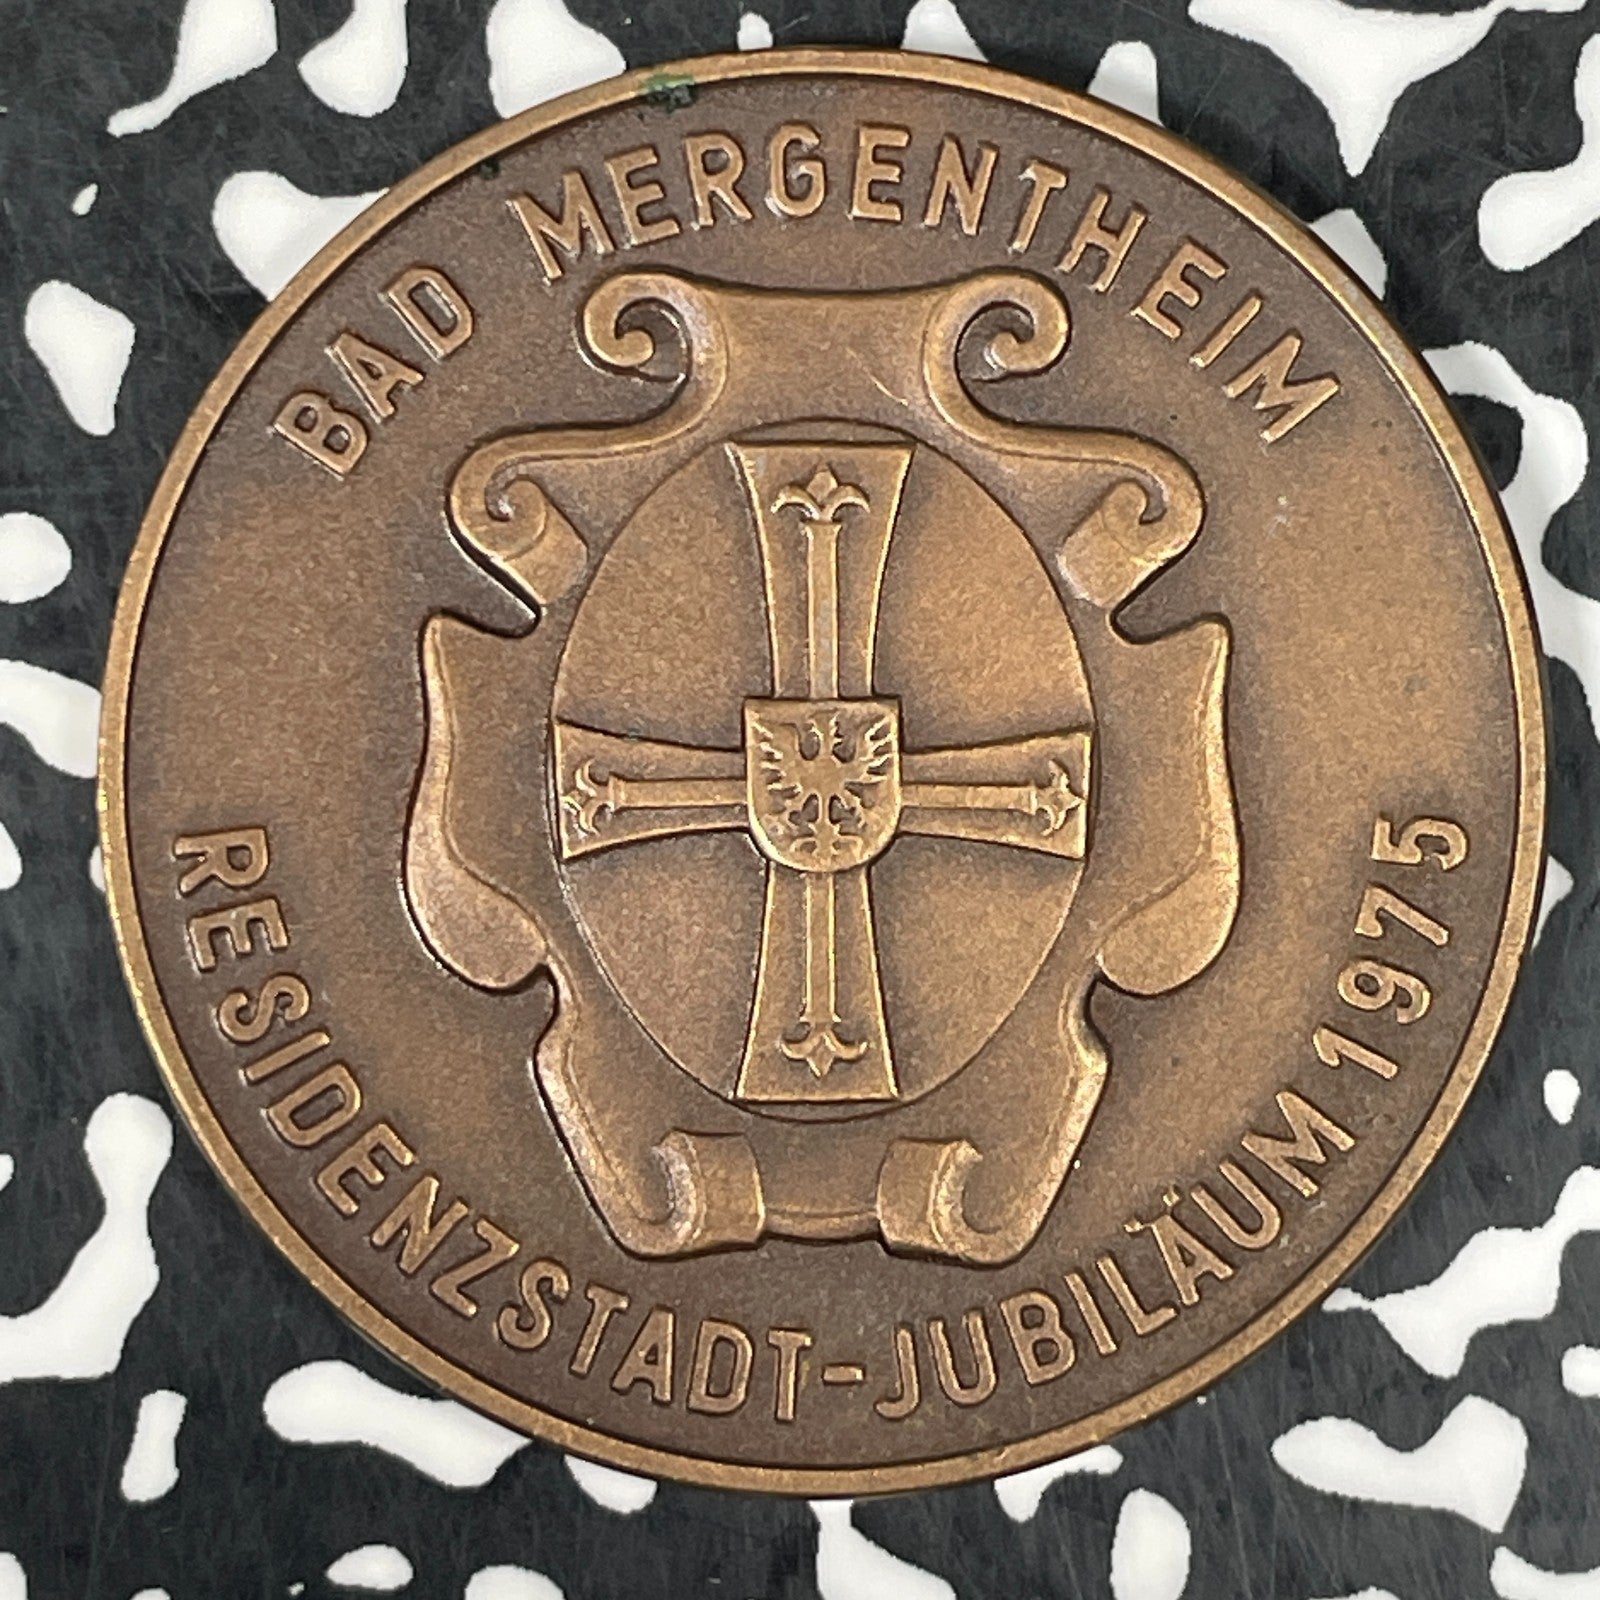 BAD MERGENTHEIM
RESIDENZSTADT-JUBILÄUM 1975